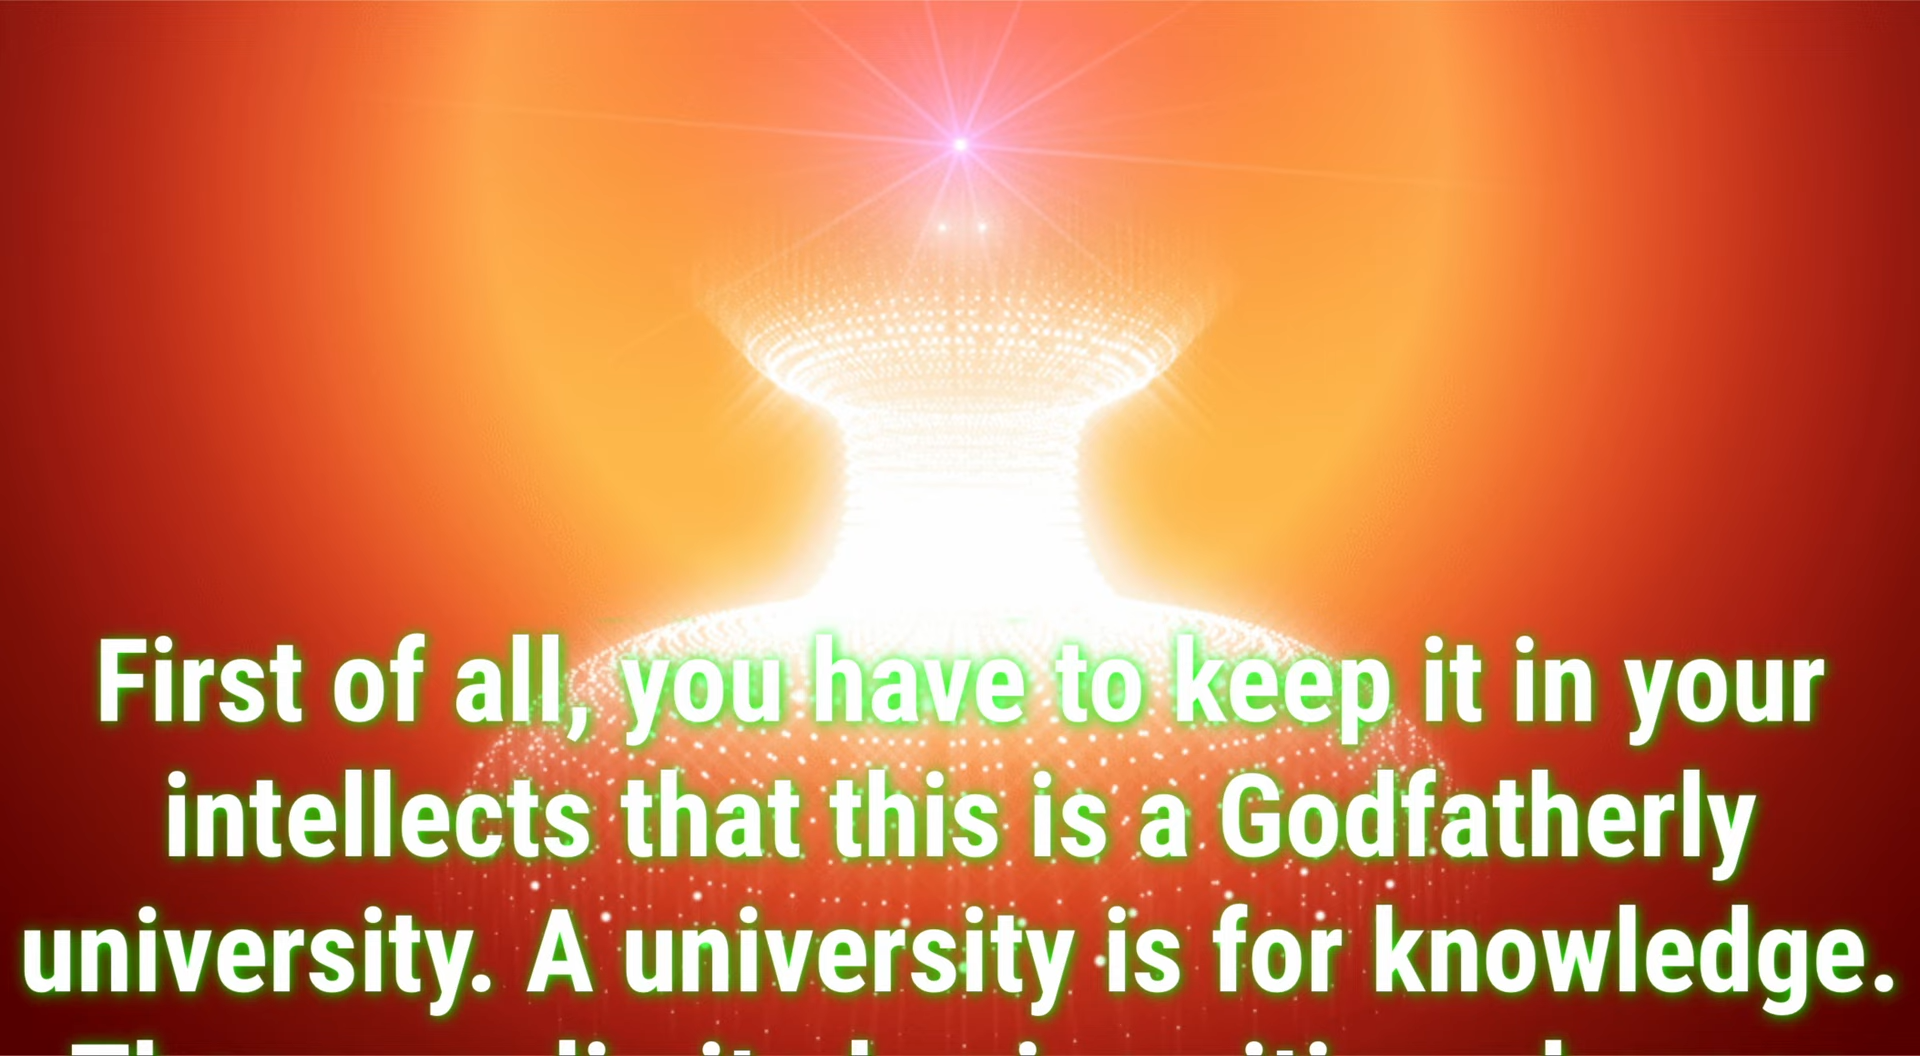 First of all, you have to keep it in your
intellects that this is a Godfatherly
university. A university is for knowledge.